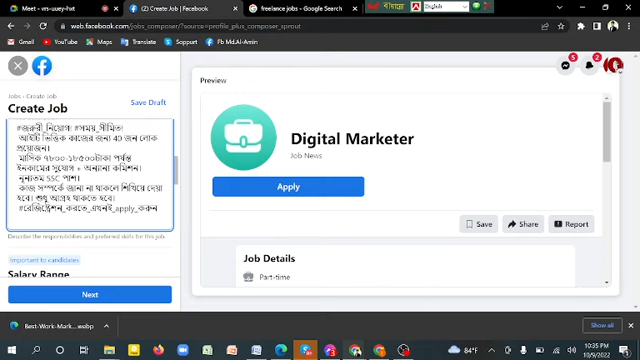 Meet - vrs-uuey-hxt
(2) Create Job | Facebook
freelance jobs - Google Search
English
web.facebook.com/jobs_composer/?source=profile_plus_composer_sprout
Gmail
YouTube
Maps
Translate
Support
Fb Md.Al-Amin
5
2
Jobs › Create Job
Create Job
Save Draft
#জরুরী_নিয়োগ! #সময়_সীমিত!
আইটি ভিত্তিক কাজের জন্য 40 জন লোক
প্রয়োজন।
মাসিক ৭৮০০-১৮৫০০টাকা পর্যন্ত
ইনকামের সুযোগ + অন্যান্য কমিশন।
নূন্যতম SSC পাশ।
কাজ সম্পর্কে জানা না থাকলে শিখিয়ে দেয়া
হবে। শুধু আগ্রহ থাকতে হবে।
#রেজিস্ট্রেশন_করতে_এখনই_apply_করুন
Describe the responsibilities and preferred skills for this job.
Important to candidates
Salary Range
Next
Preview
Digital Marketer
Job News
Apply
Save
Share
Report
Job Details
Part-time
Best-Work-Mark....webp
Show all
84°F
10:35 PM
10/9/2022